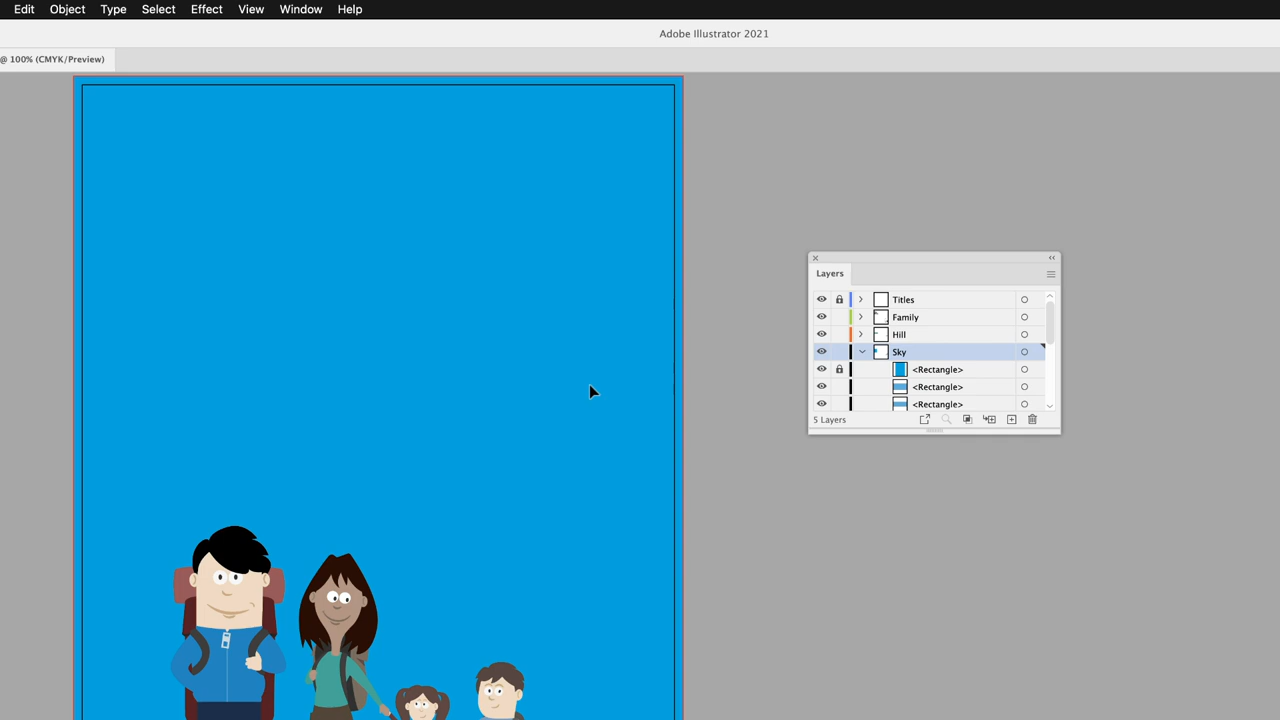 Edit Object Type Select Effect View Window Help
Adobe Illustrator 2021
@ 100% (CMYK/Preview)
Layers
Titles
Family
Hill
Sky
<Rectangle>
<Rectangle>
<Rectangle>
5 Layers